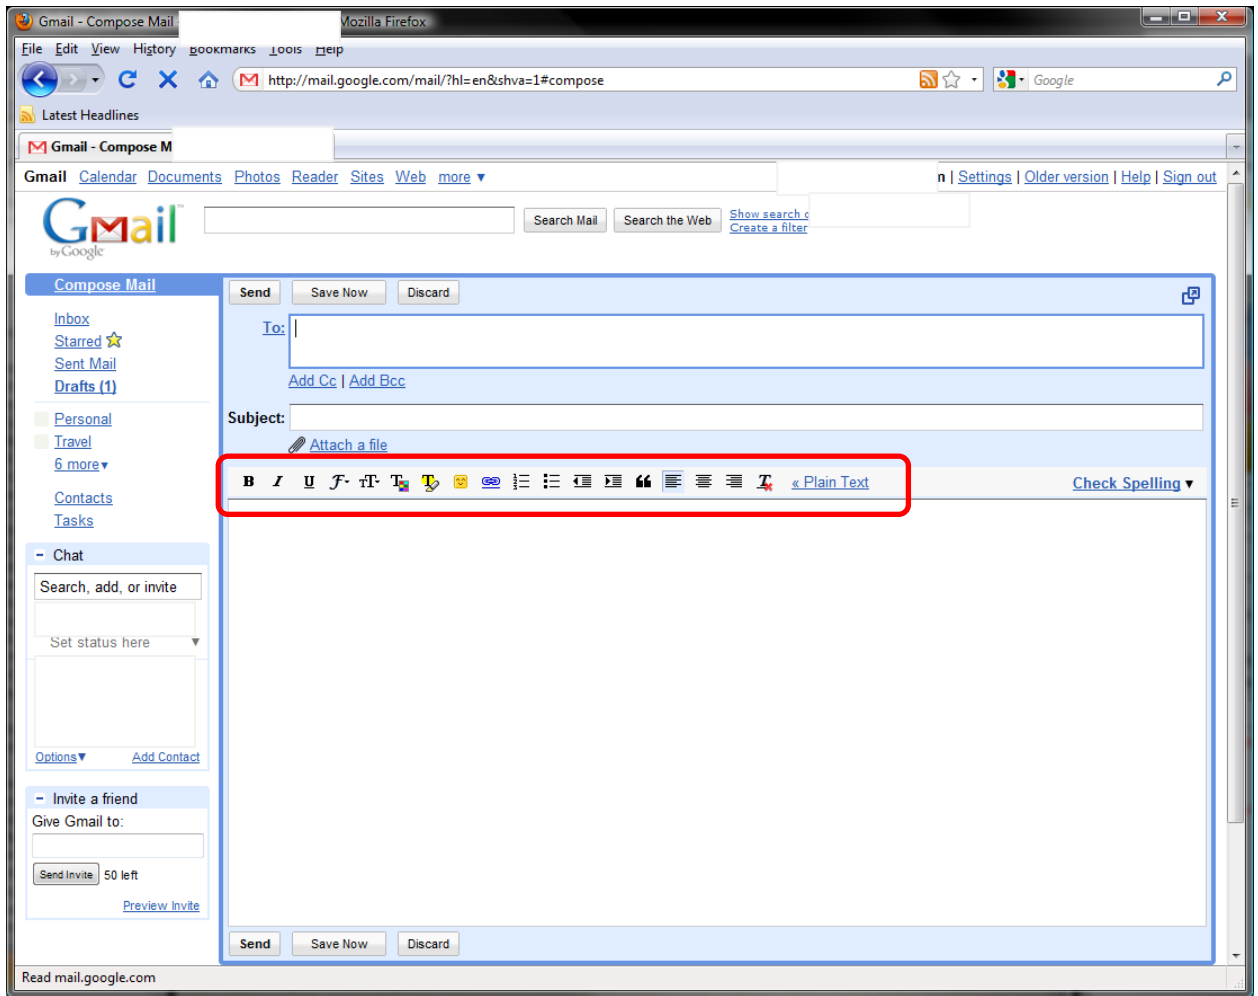 Gmail - Compose Mail - Mozilla Firefox
File Edit View History Bookmarks Tools Help
http://mail.google.com/mail/?hl=en&shva=1#compose
Google
Latest Headlines
Gmail - Compose M
Gmail Calendar Documents Photos Reader Sites Web more ▼
n | Settings | Older version | Help | Sign out
Gmail™
by Google
Search Mail
Search the Web
Show search o
Create a filter
Compose Mail
Send Save Now Discard
Inbox
Starred
Sent Mail
Drafts (1)
Personal
Travel
6 more▼
Contacts
Tasks
To:
Add Cc | Add Bcc
Subject:
Attach a file
B I U F T T T T « Plain Text
Check Spelling ▼
– Chat
Search, add, or invite
Set status here ▼
Options▼ Add Contact
– Invite a friend
Give Gmail to:
Send Invite 50 left
Preview Invite
Send Save Now Discard
Read mail.google.com